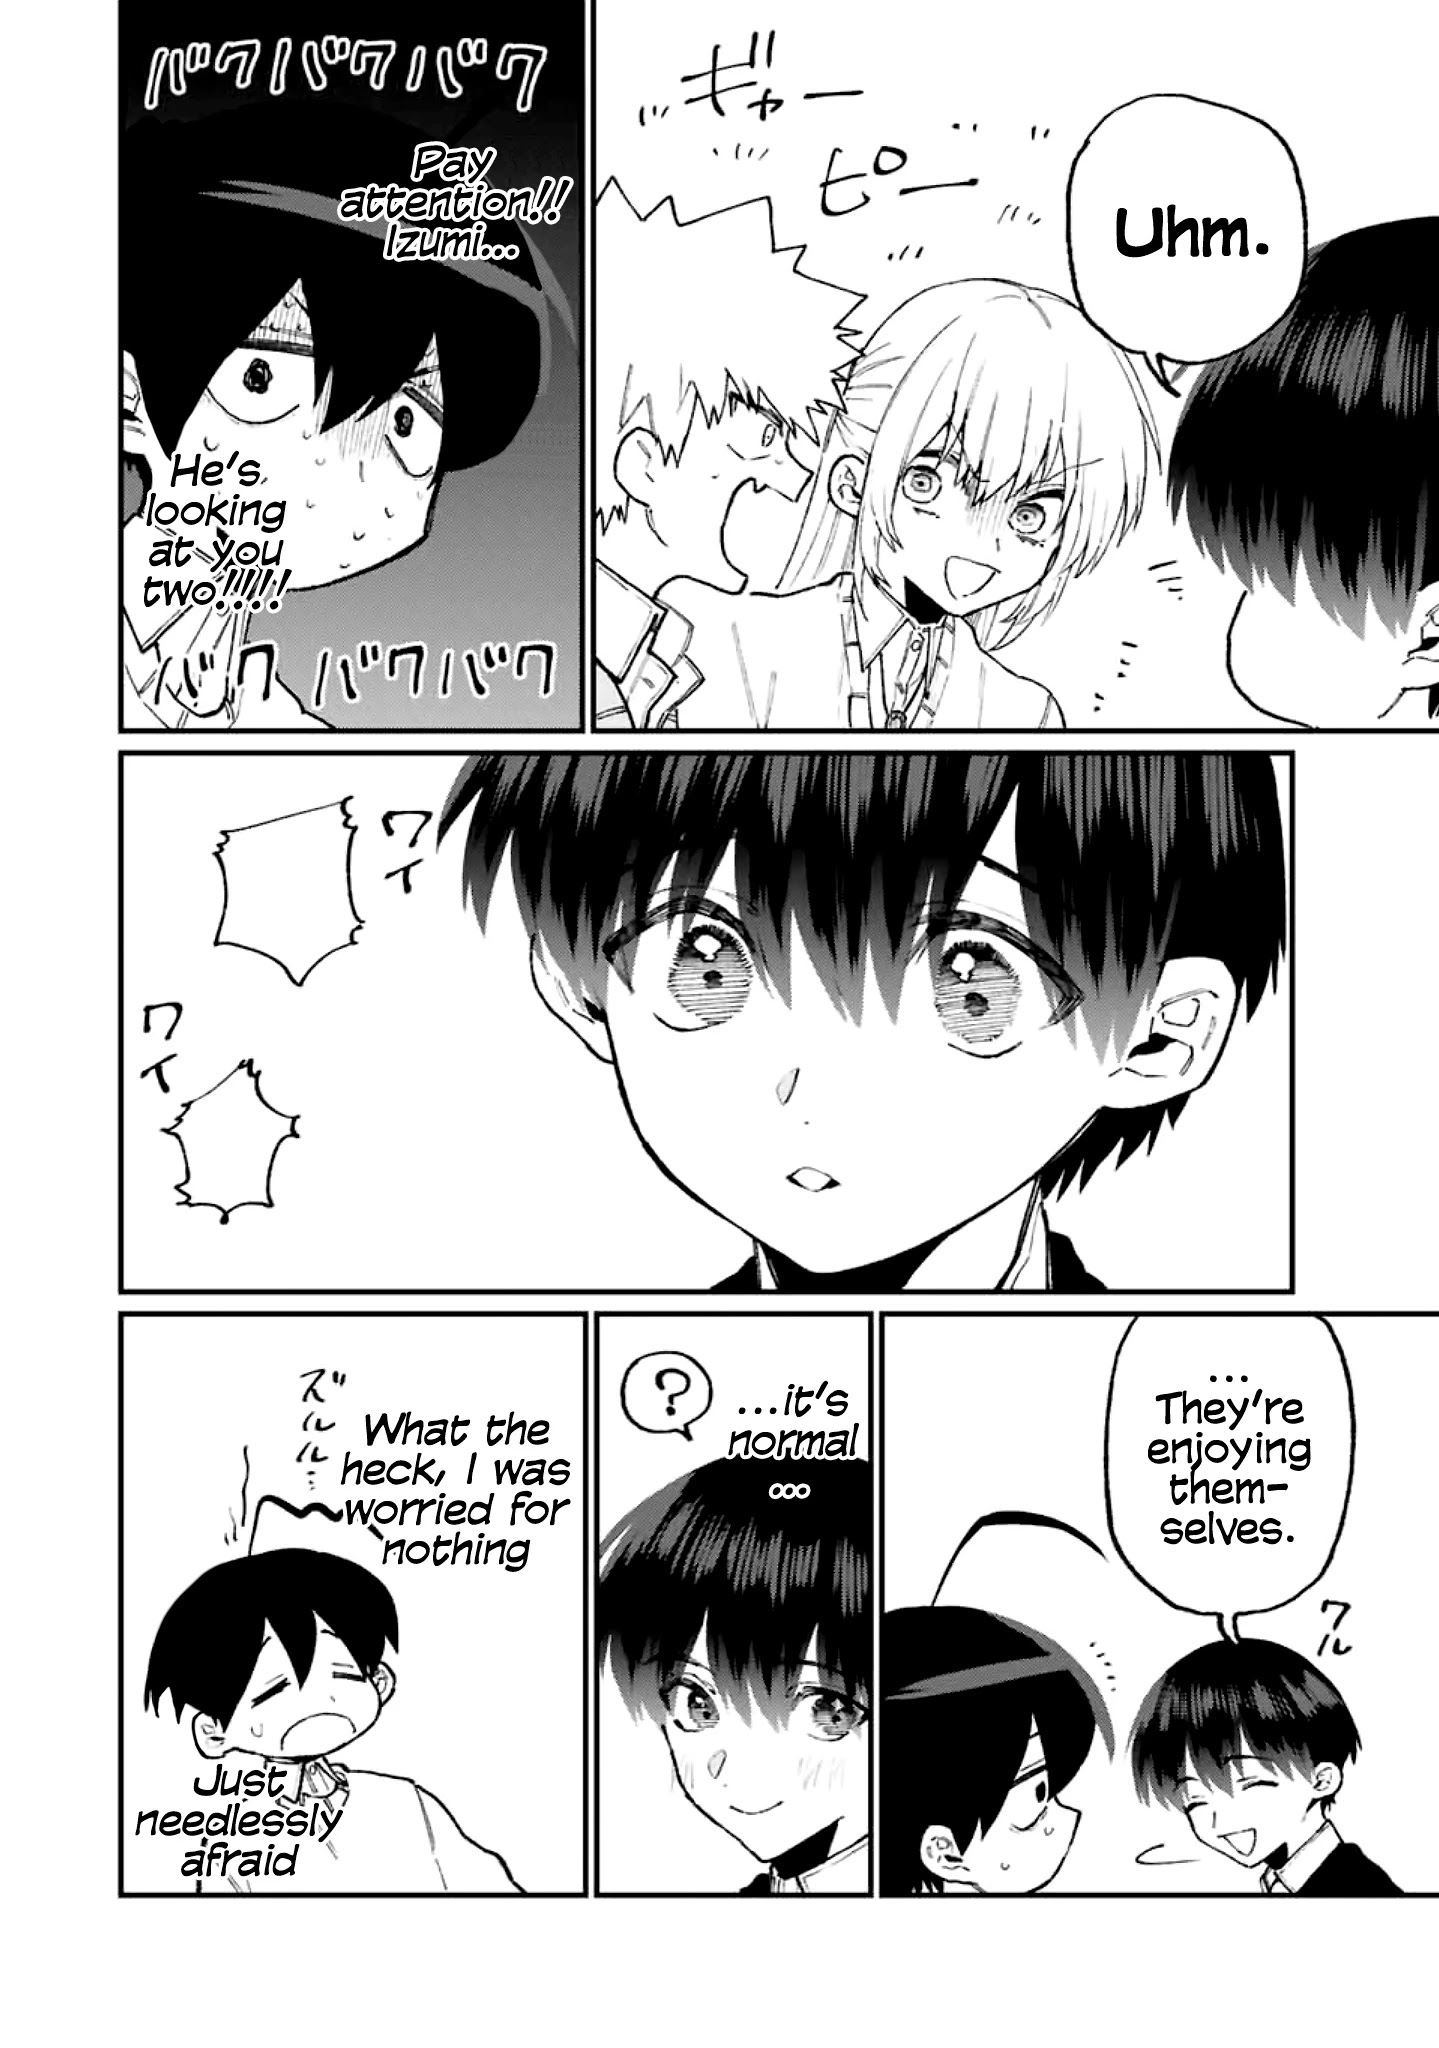 ギャー
ピー
Uhm.
バクバクバク
Pay
attention!!
Izumi...
He's
looking
at you
two!!!!
バクバクバク
ワイ
ワイ
...
They're
enjoying
them-
selves.
クル
...it's
normal
...
?
ズルルル...
What the
heck, I was
worried for
nothing
Just
needlessly
afraid